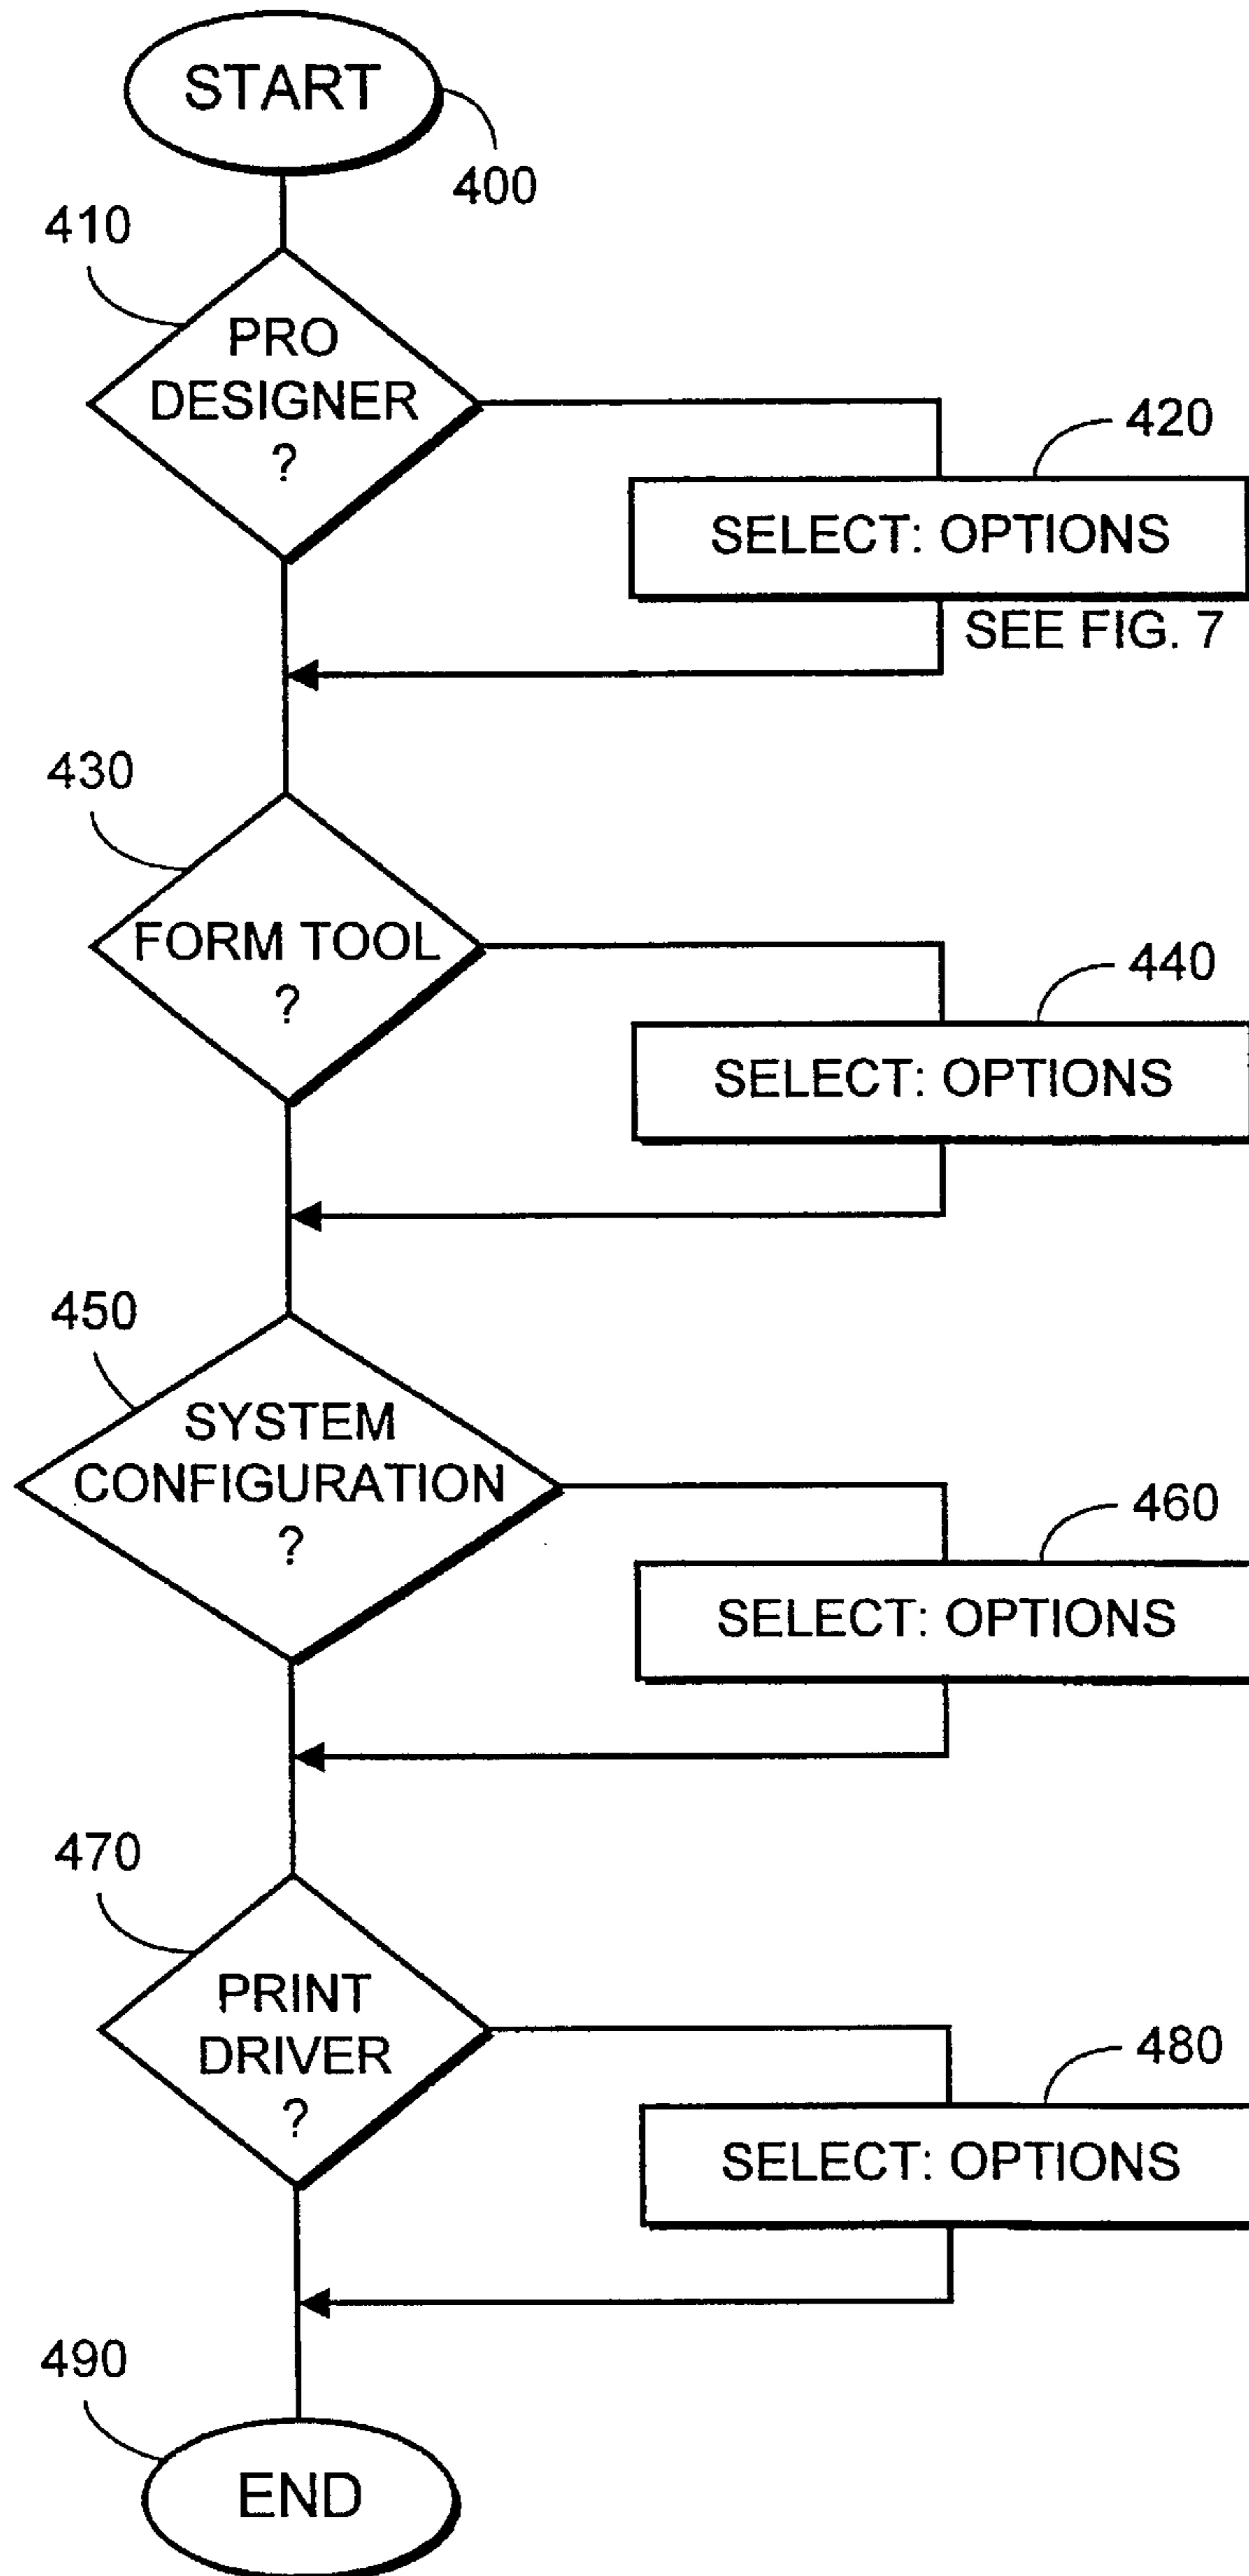 START
400
410
PRO
DESIGNER
?
420
SELECT: OPTIONS
SEE FIG. 7
430
FORM TOOL
?
440
SELECT: OPTIONS
450
SYSTEM
CONFIGURATION
?
460
SELECT: OPTIONS
470
PRINT
DRIVER
?
480
SELECT: OPTIONS
490
END